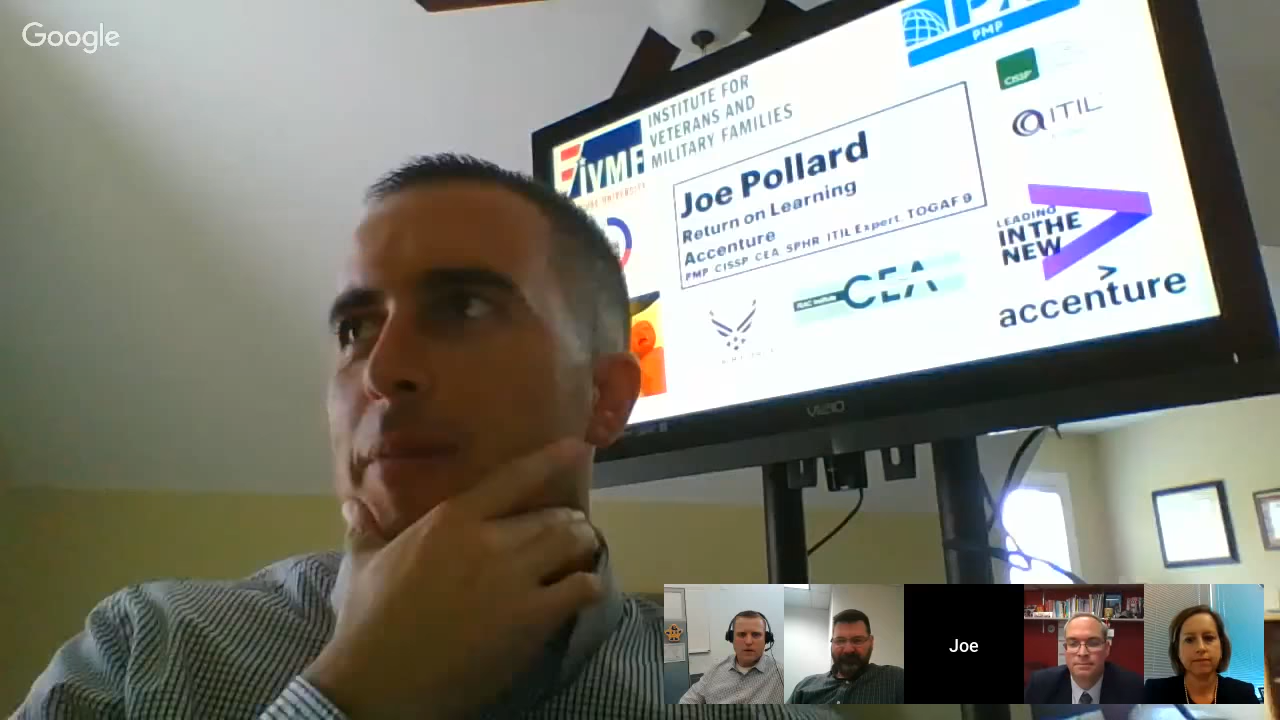 Google
PMP
CISSP
ITIL
INSTITUTE FOR
VETERANS AND
MILITARY FAMILIES
IVMF
Joe Pollard
Return on Learning
Accenture
PMP CISSP CEA SPHR ITIL Expert TOGAF 9
LEADING
IN THE
NEW
CEA
accenture
VIZIO
Joe